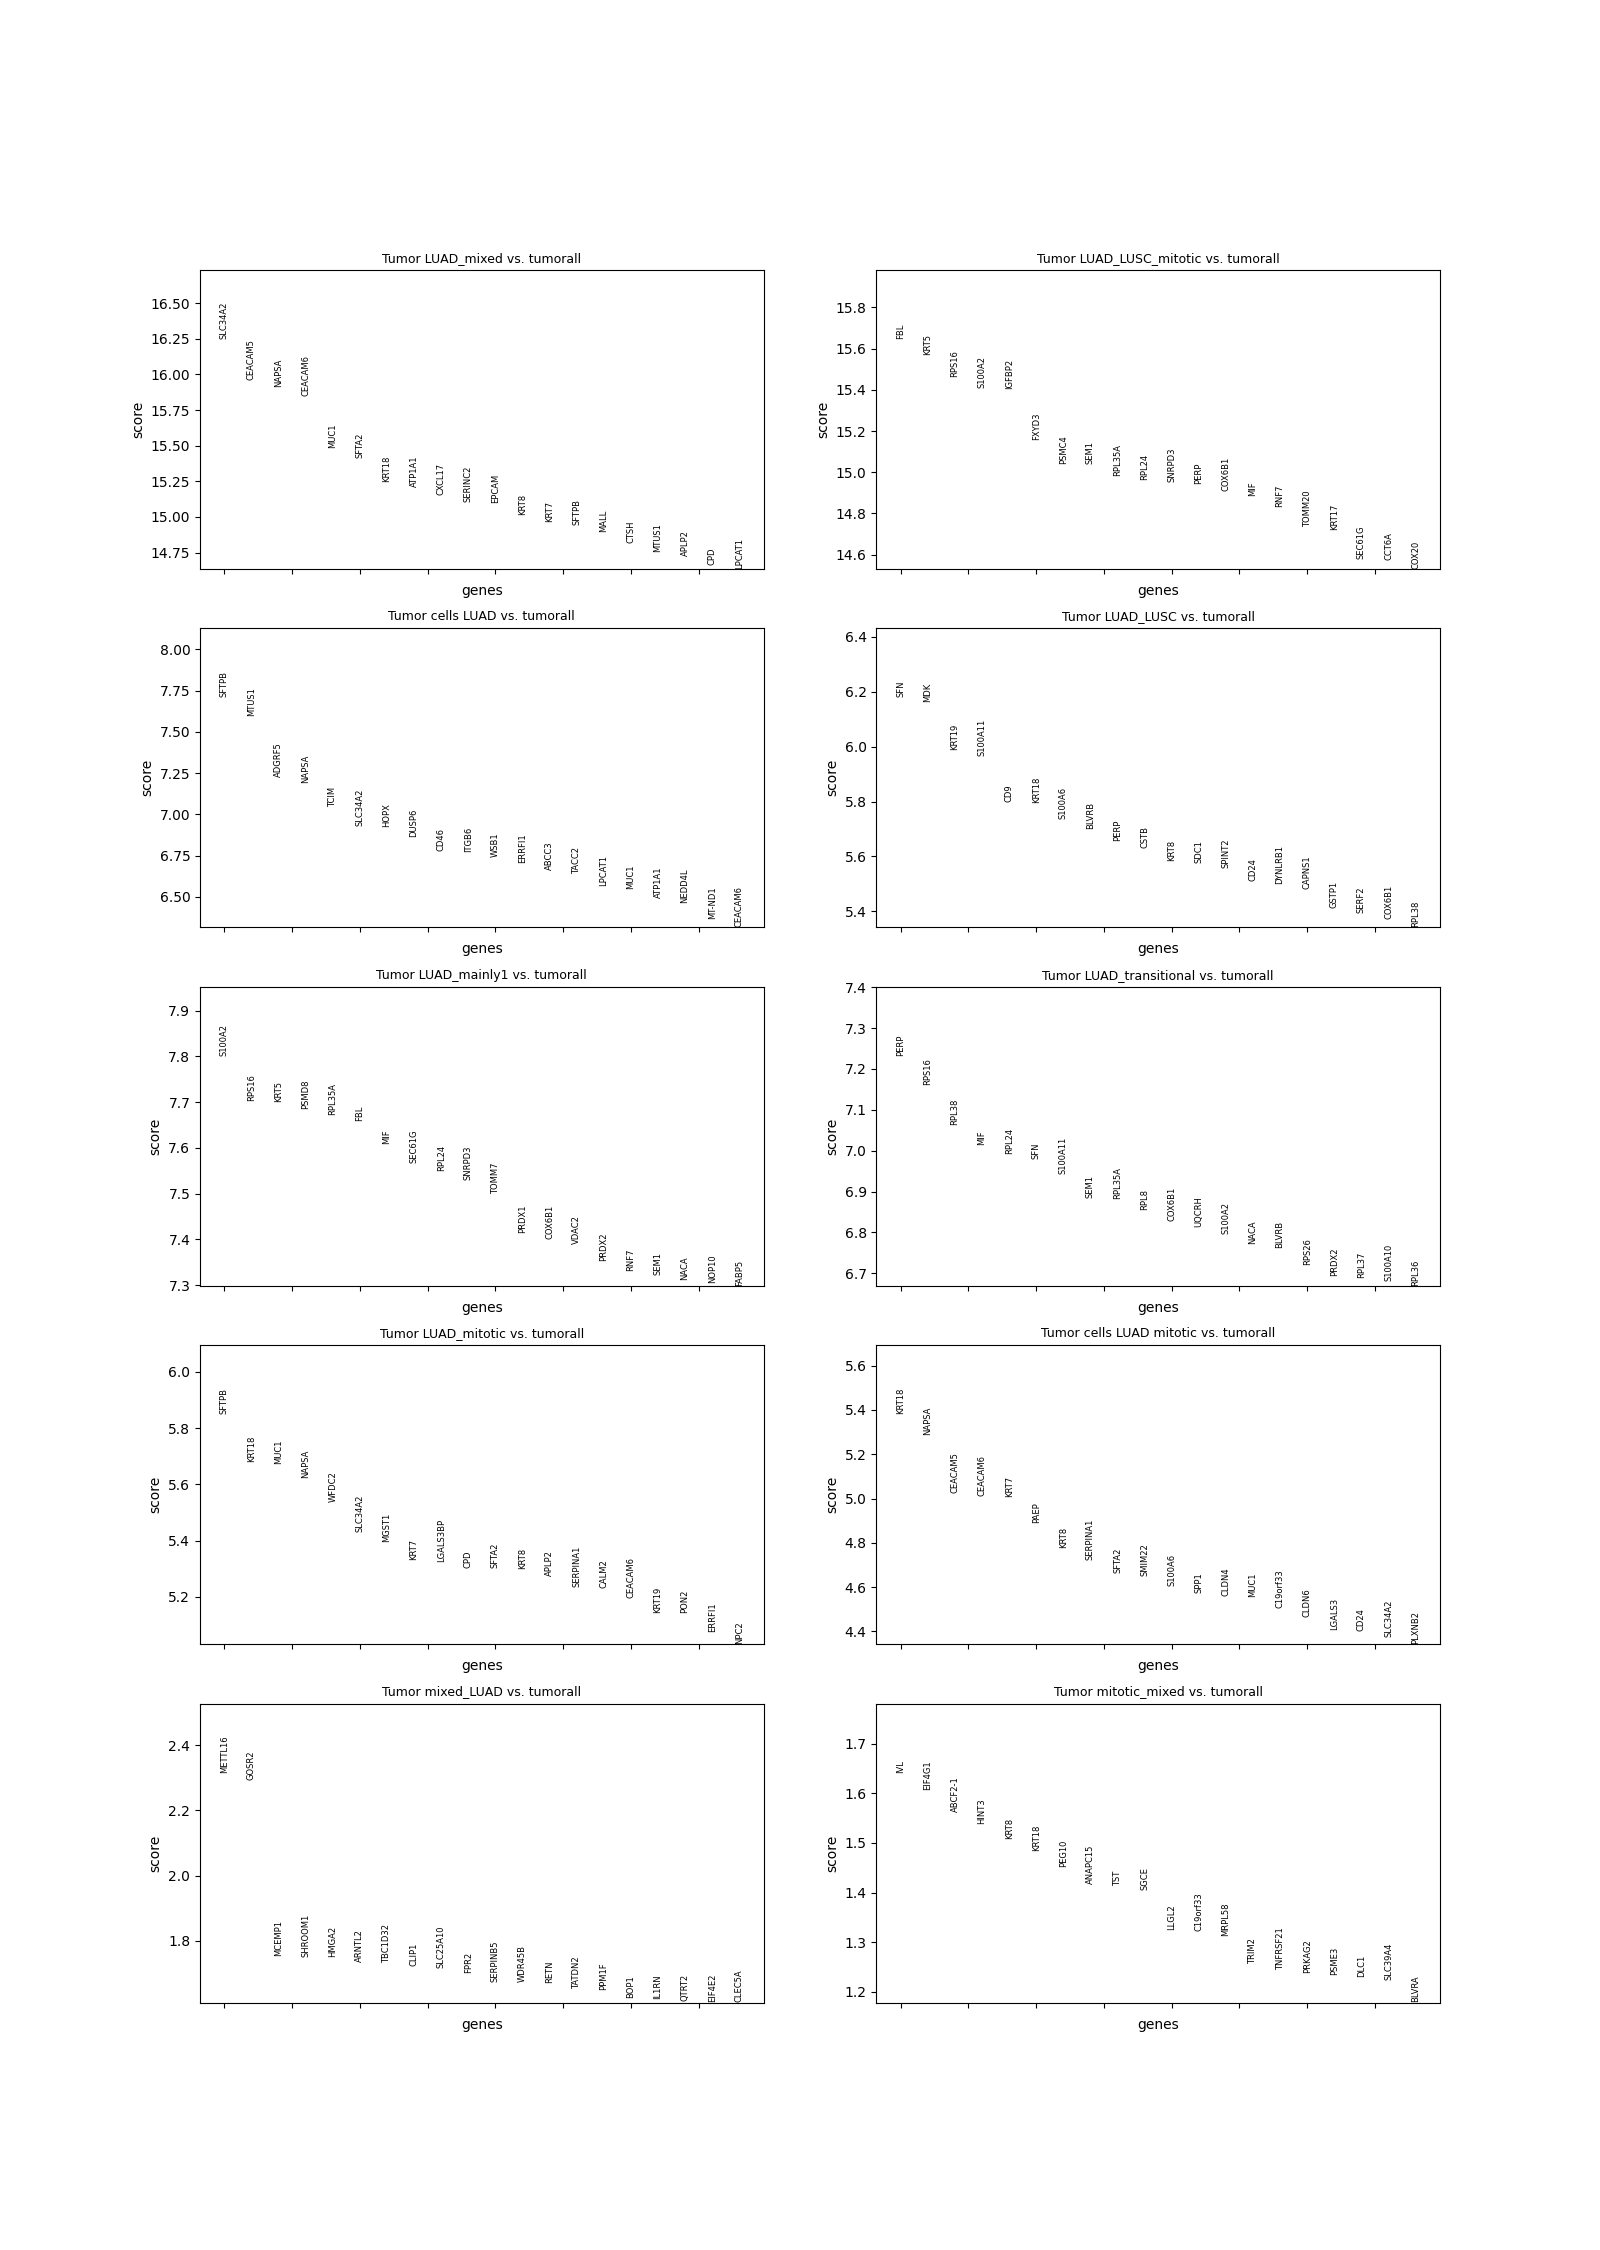 Tumor LUAD_mixed vs. tumorall
score
16.50
16.25
16.00
15.75
15.50
15.25
15.00
14.75
SLC34A2
CEACAM5
NAPSA
CEACAM6
MUC1
SFTA2
KRT18
ATP1A1
CXCL17
SERINC2
EPCAM
KRT8
KRT7
SFTPB
MALL
CTSH
MTUS1
APLP2
CPD
LPCAT1
genes
Tumor LUAD_LUSC_mitotic vs. tumorall
score
15.8
15.6
15.4
15.2
15.0
14.8
14.6
FBL
KRT5
RPS16
S100A2
IGFBP2
FXYD3
PSMC4
SEM1
RPL35A
RPL24
SNRPD3
PERP
COX6B1
MIF
RNF7
TOMM20
KRT17
SEC61G
CCT6A
COX20
genes
Tumor cells LUAD vs. tumorall
score
8.00
7.75
7.50
7.25
7.00
6.75
6.50
SFTPB
MTUS1
ADGRF5
NAPSA
TCIM
SLC34A2
HOPX
DUSP6
CD46
ITGB6
WSB1
ERRFI1
ABCC3
TACC2
LPCAT1
MUC1
ATP1A1
NEDD4L
MT-ND1
CEACAM6
genes
Tumor LUAD_LUSC vs. tumorall
score
6.4
6.2
6.0
5.8
5.6
5.4
SFN
MDK
KRT19
S100A11
CD9
KRT18
S100A6
BLVRB
PERP
CSTB
KRT8
SDC1
SPINT2
CD24
DYNLRB1
CAPNS1
GSTP1
SERF2
COX6B1
RPL38
genes
Tumor LUAD_mainly1 vs. tumorall
score
7.9
7.8
7.7
7.6
7.5
7.4
7.3
S100A2
RPS16
KRT5
PSMD8
RPL35A
FBL
MIF
SEC61G
RPL24
SNRPD3
TOMM7
PRDX1
COX6B1
VDAC2
PRDX2
RNF7
SEM1
NACA
NOP10
FABP5
genes
Tumor LUAD_transitional vs. tumorall
score
7.4
7.3
7.2
7.1
7.0
6.9
6.8
6.7
PERP
RPS16
RPL38
MIF
RPL24
SFN
S100A11
SEM1
RPL35A
RPL8
COX6B1
UQCRH
S100A2
NACA
BLVRB
RPS26
PRDX2
RPL37
S100A10
RPL36
genes
Tumor LUAD_mitotic vs. tumorall
score
6.0
5.8
5.6
5.4
5.2
SFTPB
KRT18
MUC1
NAPSA
WFDC2
SLC34A2
MGST1
KRT7
LGALS3BP
CPD
SFTA2
KRT8
APLP2
SERPINA1
CALM2
CEACAM6
KRT19
PON2
ERRFI1
NPC2
genes
Tumor cells LUAD mitotic vs. tumorall
score
5.6
5.4
5.2
5.0
4.8
4.6
4.4
KRT18
NAPSA
CEACAM5
CEACAM6
KRT7
PAEP
KRT8
SERPINA1
SFTA2
SMIM22
S100A6
SPP1
CLDN4
MUC1
C19orf33
CLDN6
LGALS3
CD24
SLC34A2
PLXNB2
genes
Tumor mixed_LUAD vs. tumorall
score
2.4
2.2
2.0
1.8
METTL16
GOSR2
MCEMP1
SHROOM1
HMGA2
ARNTL2
TBC1D32
CLIP1
SLC25A10
FPR2
SERPINB5
WDR45B
RETN
TATDN2
PPM1F
BOP1
IL1RN
QTRT2
EIF4E2
CLEC5A
genes
Tumor mitotic_mixed vs. tumorall
score
1.7
1.6
1.5
1.4
1.3
1.2
IVL
EIF4G1
ABCF2-1
HINT3
KRT8
KRT18
PEG10
ANAPC15
TST
SGCE
LLGL2
C19orf33
MRPL58
TRIM2
TNFRSF21
PRKAG2
PSME3
DLC1
SLC39A4
BLVRA
genes